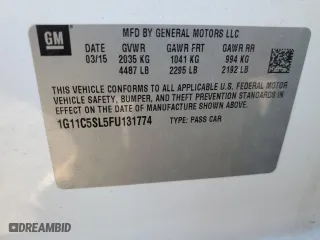 GM
MFD BY GENERAL MOTORS LLC
DATE GVWR GAWR FRT GAWR RR
03/15 2035 KG 1041 KG 994 KG
4487 LB 2295 LB 2192 LB
THIS VEHICLE CONFORMS TO ALL APPLICABLE U.S. FEDERAL MOTOR
VEHICLE SAFETY, BUMPER, AND THEFT PREVENTION STANDARDS IN
EFFECT ON THE DATE OF MANUFACTURE SHOWN ABOVE.
1G11C5SL5FU131774 TYPE: PASS CAR
DREAMBID